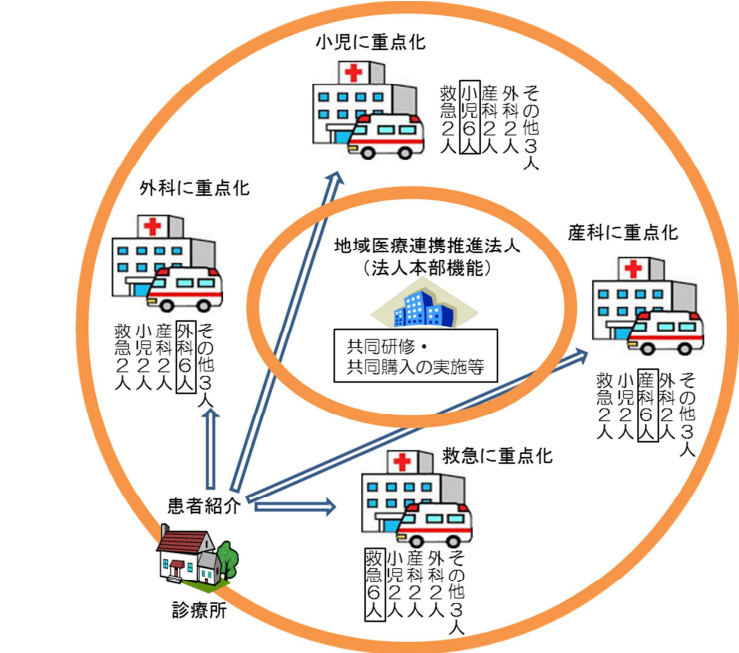 小児に重点化
救急2人
小児6人
産科2人
外科2人
その他3人
外科に重点化
救急2人
小児2人
産科2人
外科6人
その他3人
地域医療連携推進法人
（法人本部機能）
共同研修・
共同購入の実施等
産科に重点化
救急2人
小児2人
産科6人
外科2人
その他3人
救急に重点化
救急6人
小児2人
産科2人
外科2人
その他3人
患者紹介
診療所